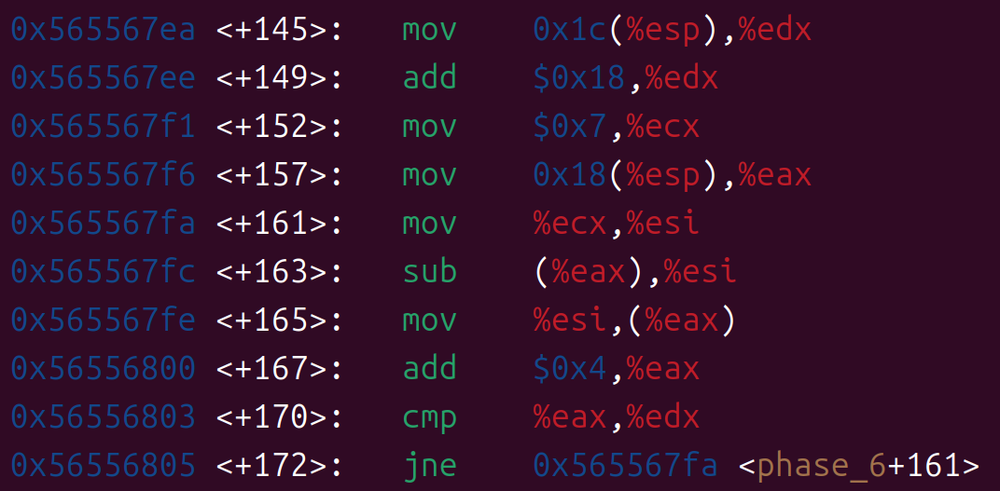 0x565567ea <+145>: mov 0x1c(%esp),%edx
0x565567ee <+149>: add $0x18,%edx
0x565567f1 <+152>: mov $0x7,%ecx
0x565567f6 <+157>: mov 0x18(%esp),%eax
0x565567fa <+161>: mov %ecx,%esi
0x565567fc <+163>: sub (%eax),%esi
0x565567fe <+165>: mov %esi,(%eax)
0x56556800 <+167>: add $0x4,%eax
0x56556803 <+170>: cmp %eax,%edx
0x56556805 <+172>: jne 0x565567fa <phase_6+161>